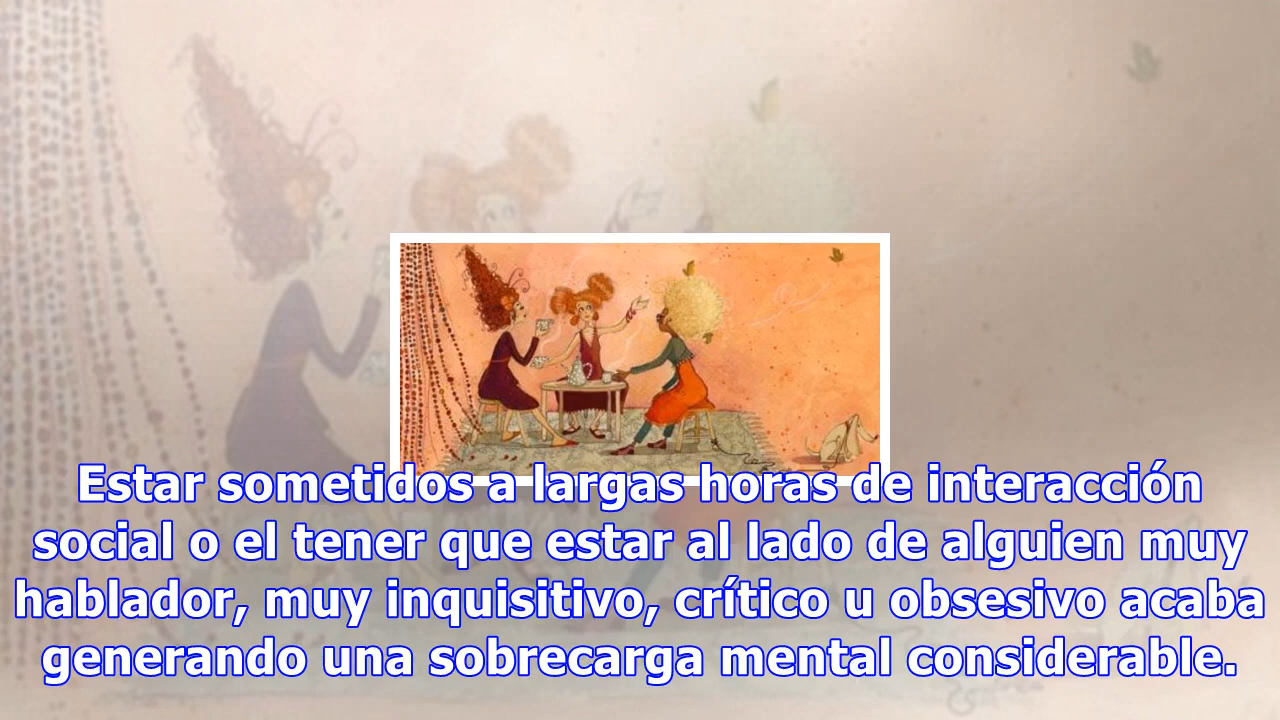 Estar sometidos a largas horas de interacción
social o el tener que estar al lado de alguien muy
hablador, muy inquisitivo, crítico u obsesivo acaba
generando una sobrecarga mental considerable.